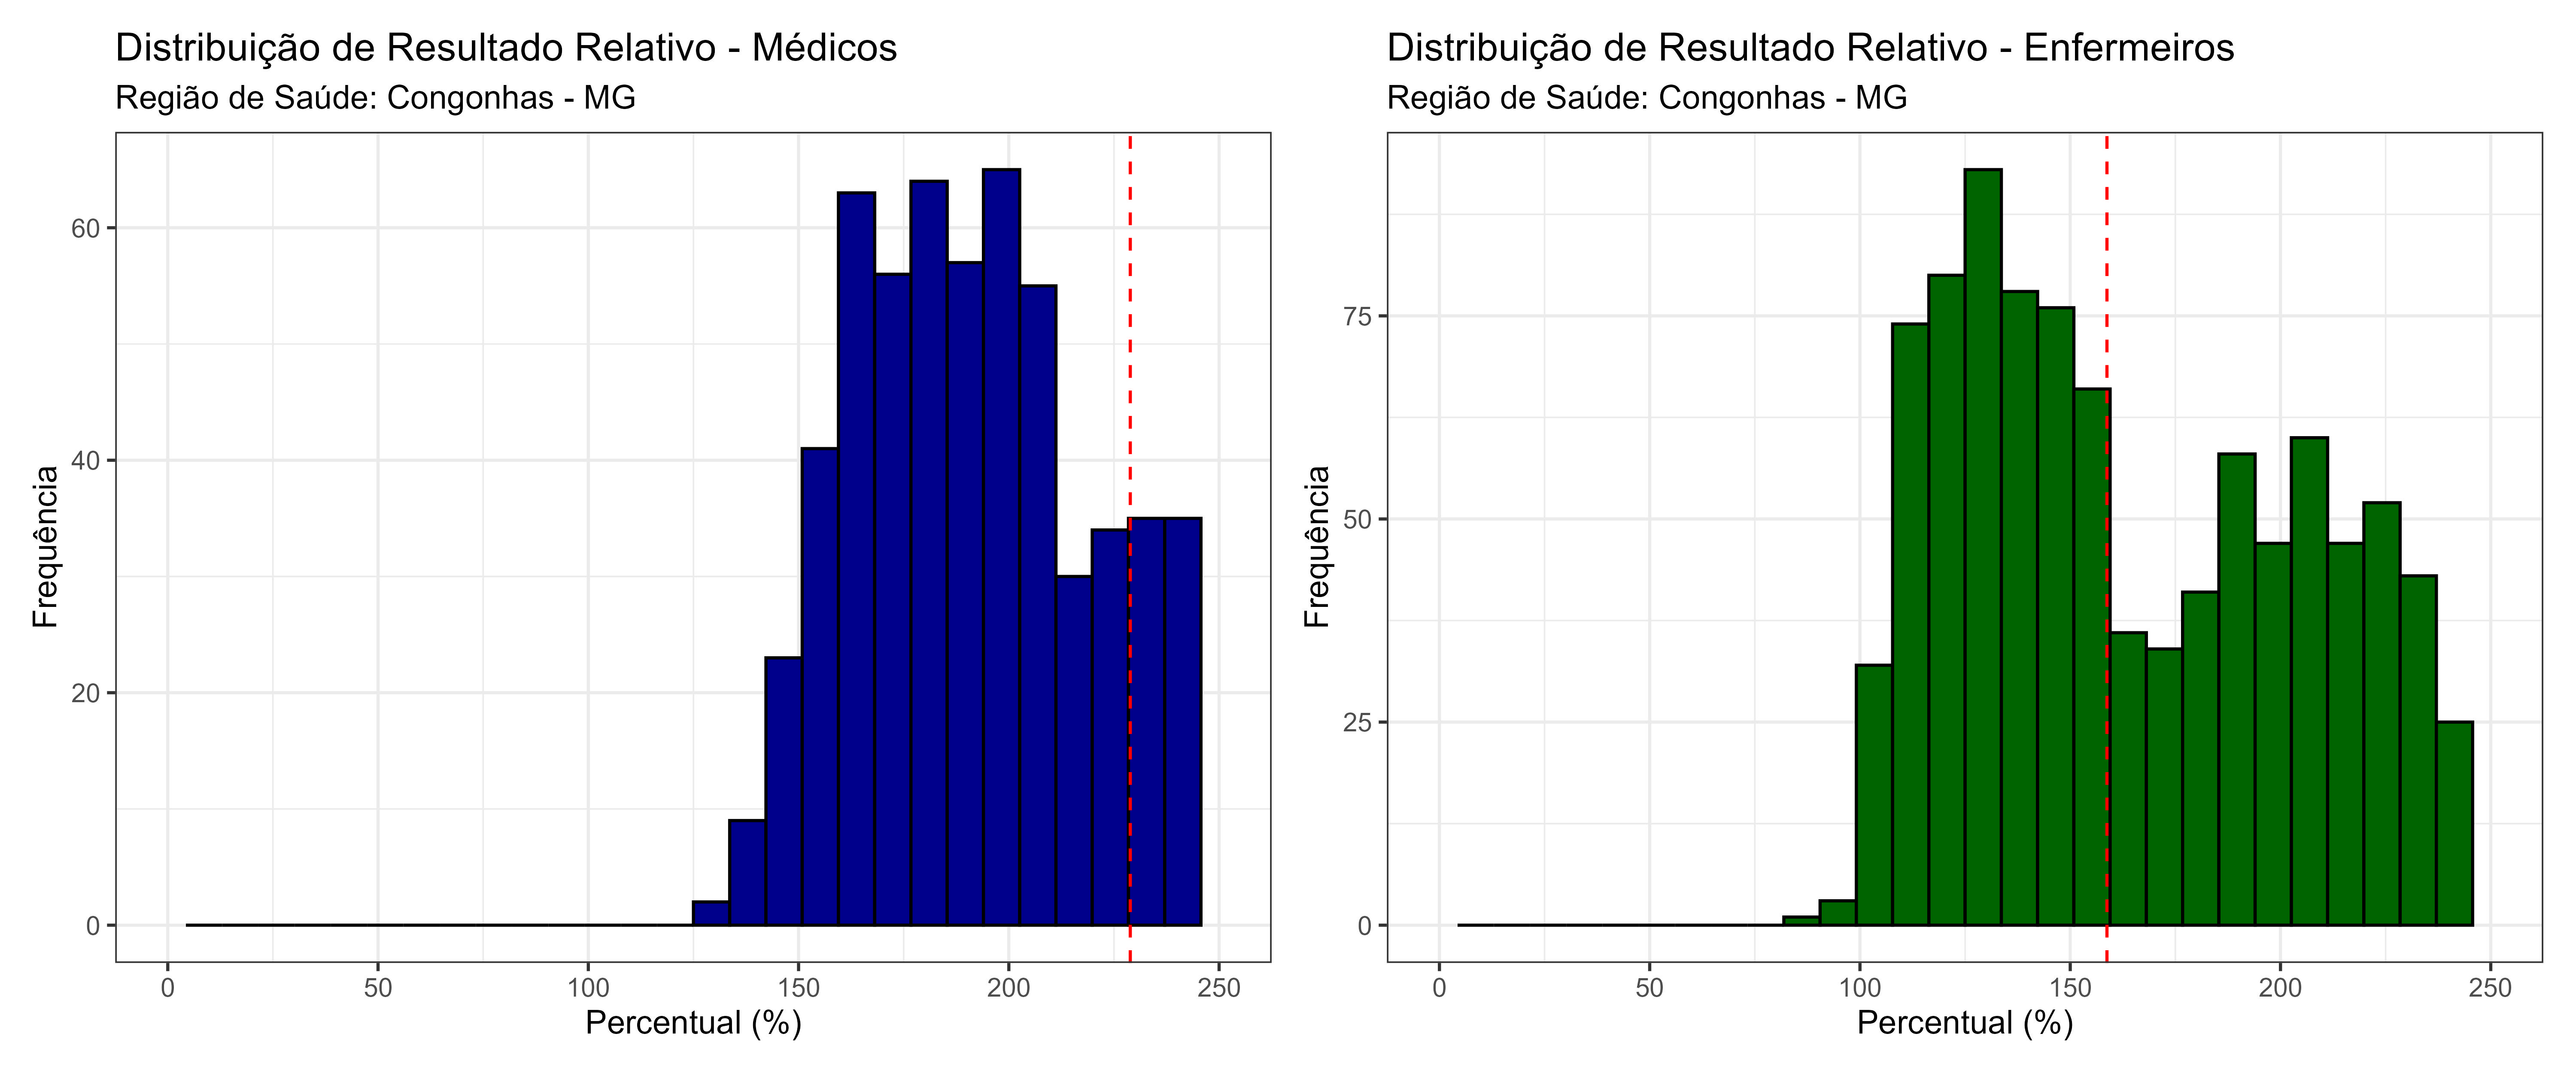 Distribuição de Resultado Relativo - Médicos
Região de Saúde: Congonhas - MG
Frequência
60
40
20
0
0 50 100 150 200 250
Percentual (%)
Distribuição de Resultado Relativo - Enfermeiros
Região de Saúde: Congonhas - MG
Frequência
75
50
25
0
0 50 100 150 200 250
Percentual (%)